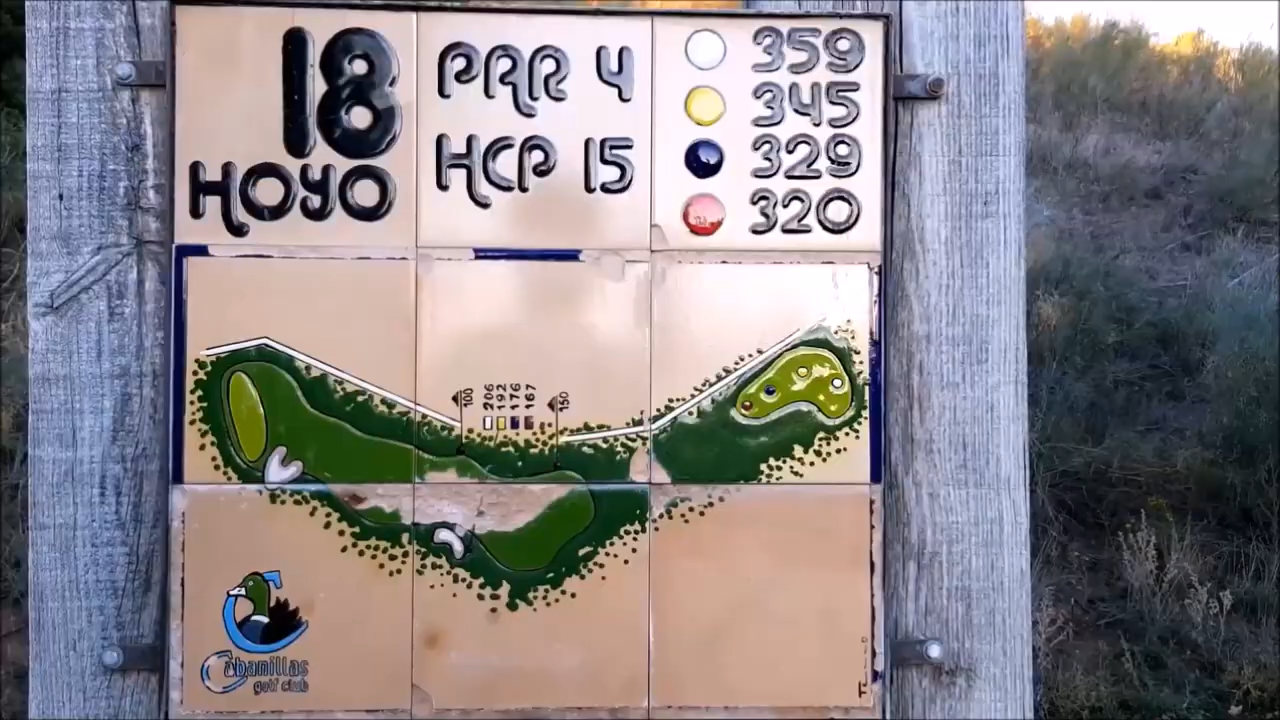 18
HOYO
PAR 4
HCP 15
359
345
329
320
100
206
192
176
167
150
Cabanillas
golf club